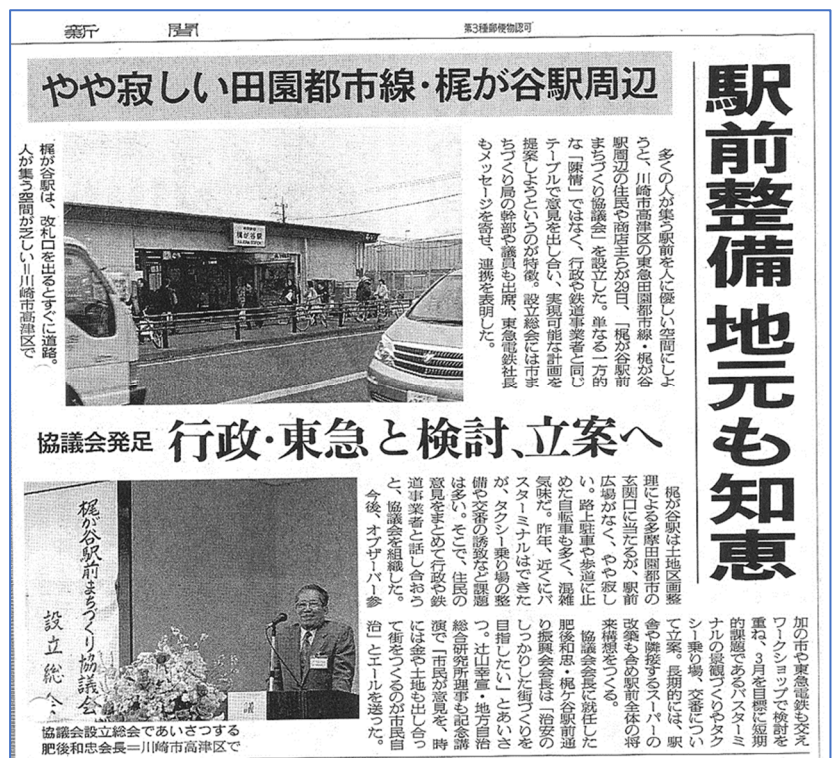 新聞
第3種郵便物認可
駅前整備 地元も知恵
やや寂しい田園都市線・梶が谷駅周辺
多くの人が集う駅前を人に優しい空間にしよ
うと、川崎市高津区の東急田園都市線・梶が谷
駅周辺の住民や商店主らが29日、「梶が谷駅前
まちづくり協議会」を設立した。単なる一方的
な「陳情」ではなく、行政や鉄道事業者と同じ
テーブルで意見を出し合い、実現可能な計画を
提案しようというのが特徴。設立総会には市ま
ちづくり局の幹部や議員も出席、東急電鉄社長
もメッセージを寄せ、連携を表明した。
梶が谷駅
梶が谷駅は、改札口を出るとすぐに道路。
人が集う空間が乏しい=川崎市高津区で
協議会発足 行政・東急と検討、立案へ
梶が谷駅は土地区画整
理による多摩田園都市の
玄関口に当たるが、駅前
広場がなく、やや寂し
い。路上駐車や歩道に止
めた自転車も多く、混雑
気味だ。昨年、近くにバ
スターミナルはできた
が、タクシー乗り場の整
備や交番の誘致など課題
は多い。そこで、住民の
意見をまとめて行政や鉄
道事業者と話し合おう
と、協議会を組織した。
今後、オブザーバー参
加の市や東急電鉄も交え
ワークショップで検討を
重ね、3月を目標に短期
的課題であるバスターミ
ナルの景観づくりやタク
シー乗り場、交番につい
て立案。長期的には、駅
舎や隣接するスーパーの
改築も含め駅前全体の将
来構想をつくる。
協議会会長に就任した
肥後和忠・梶ケ谷駅前通
り振興会会長は「治安の
しっかりした街づくりを
目指したい」とあいさ
つ。辻山幸宣・地方自治
総合研究所理事も記念講
演で「市民が意見を、時
には金や土地も出し合っ
て街をつくるのが市民自
治」とエールを送った。
梶が谷駅前まちづくり協議会
設立総会
議
協議会設立総会であいさつする
肥後和忠会長=川崎市高津区で